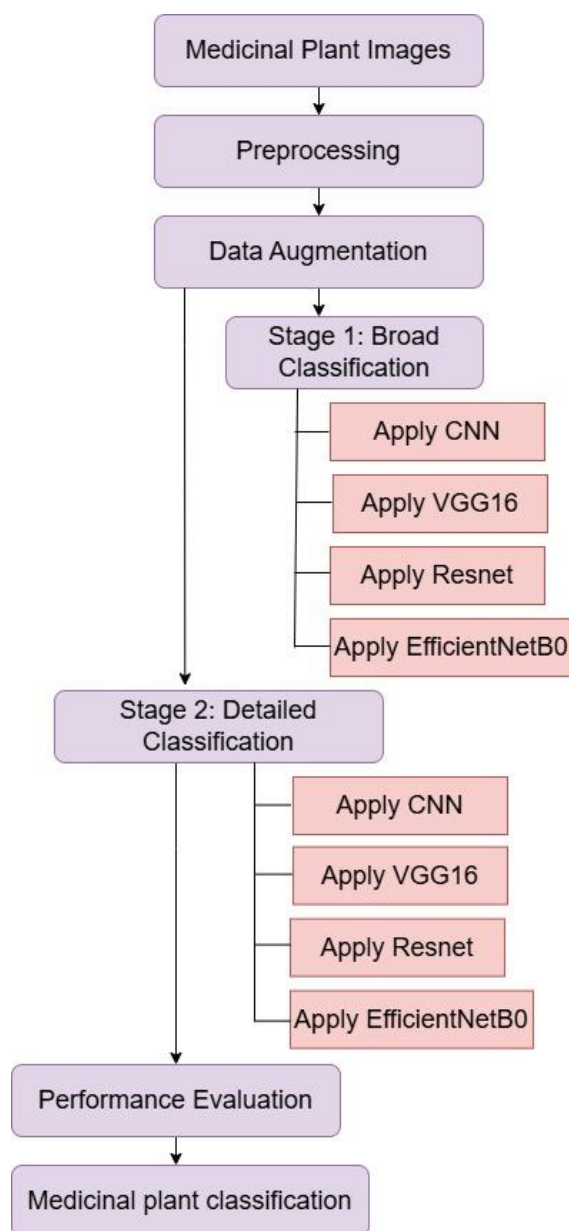 Medicinal Plant Images
Preprocessing
Data Augmentation
Stage 1: Broad
Classification
Apply CNN
Apply VGG16
Apply Resnet
Apply EfficientNetB0
Stage 2: Detailed
Classification
Apply CNN
Apply VGG16
Apply Resnet
Apply EfficientNetB0
Performance Evaluation
Medicinal plant classification